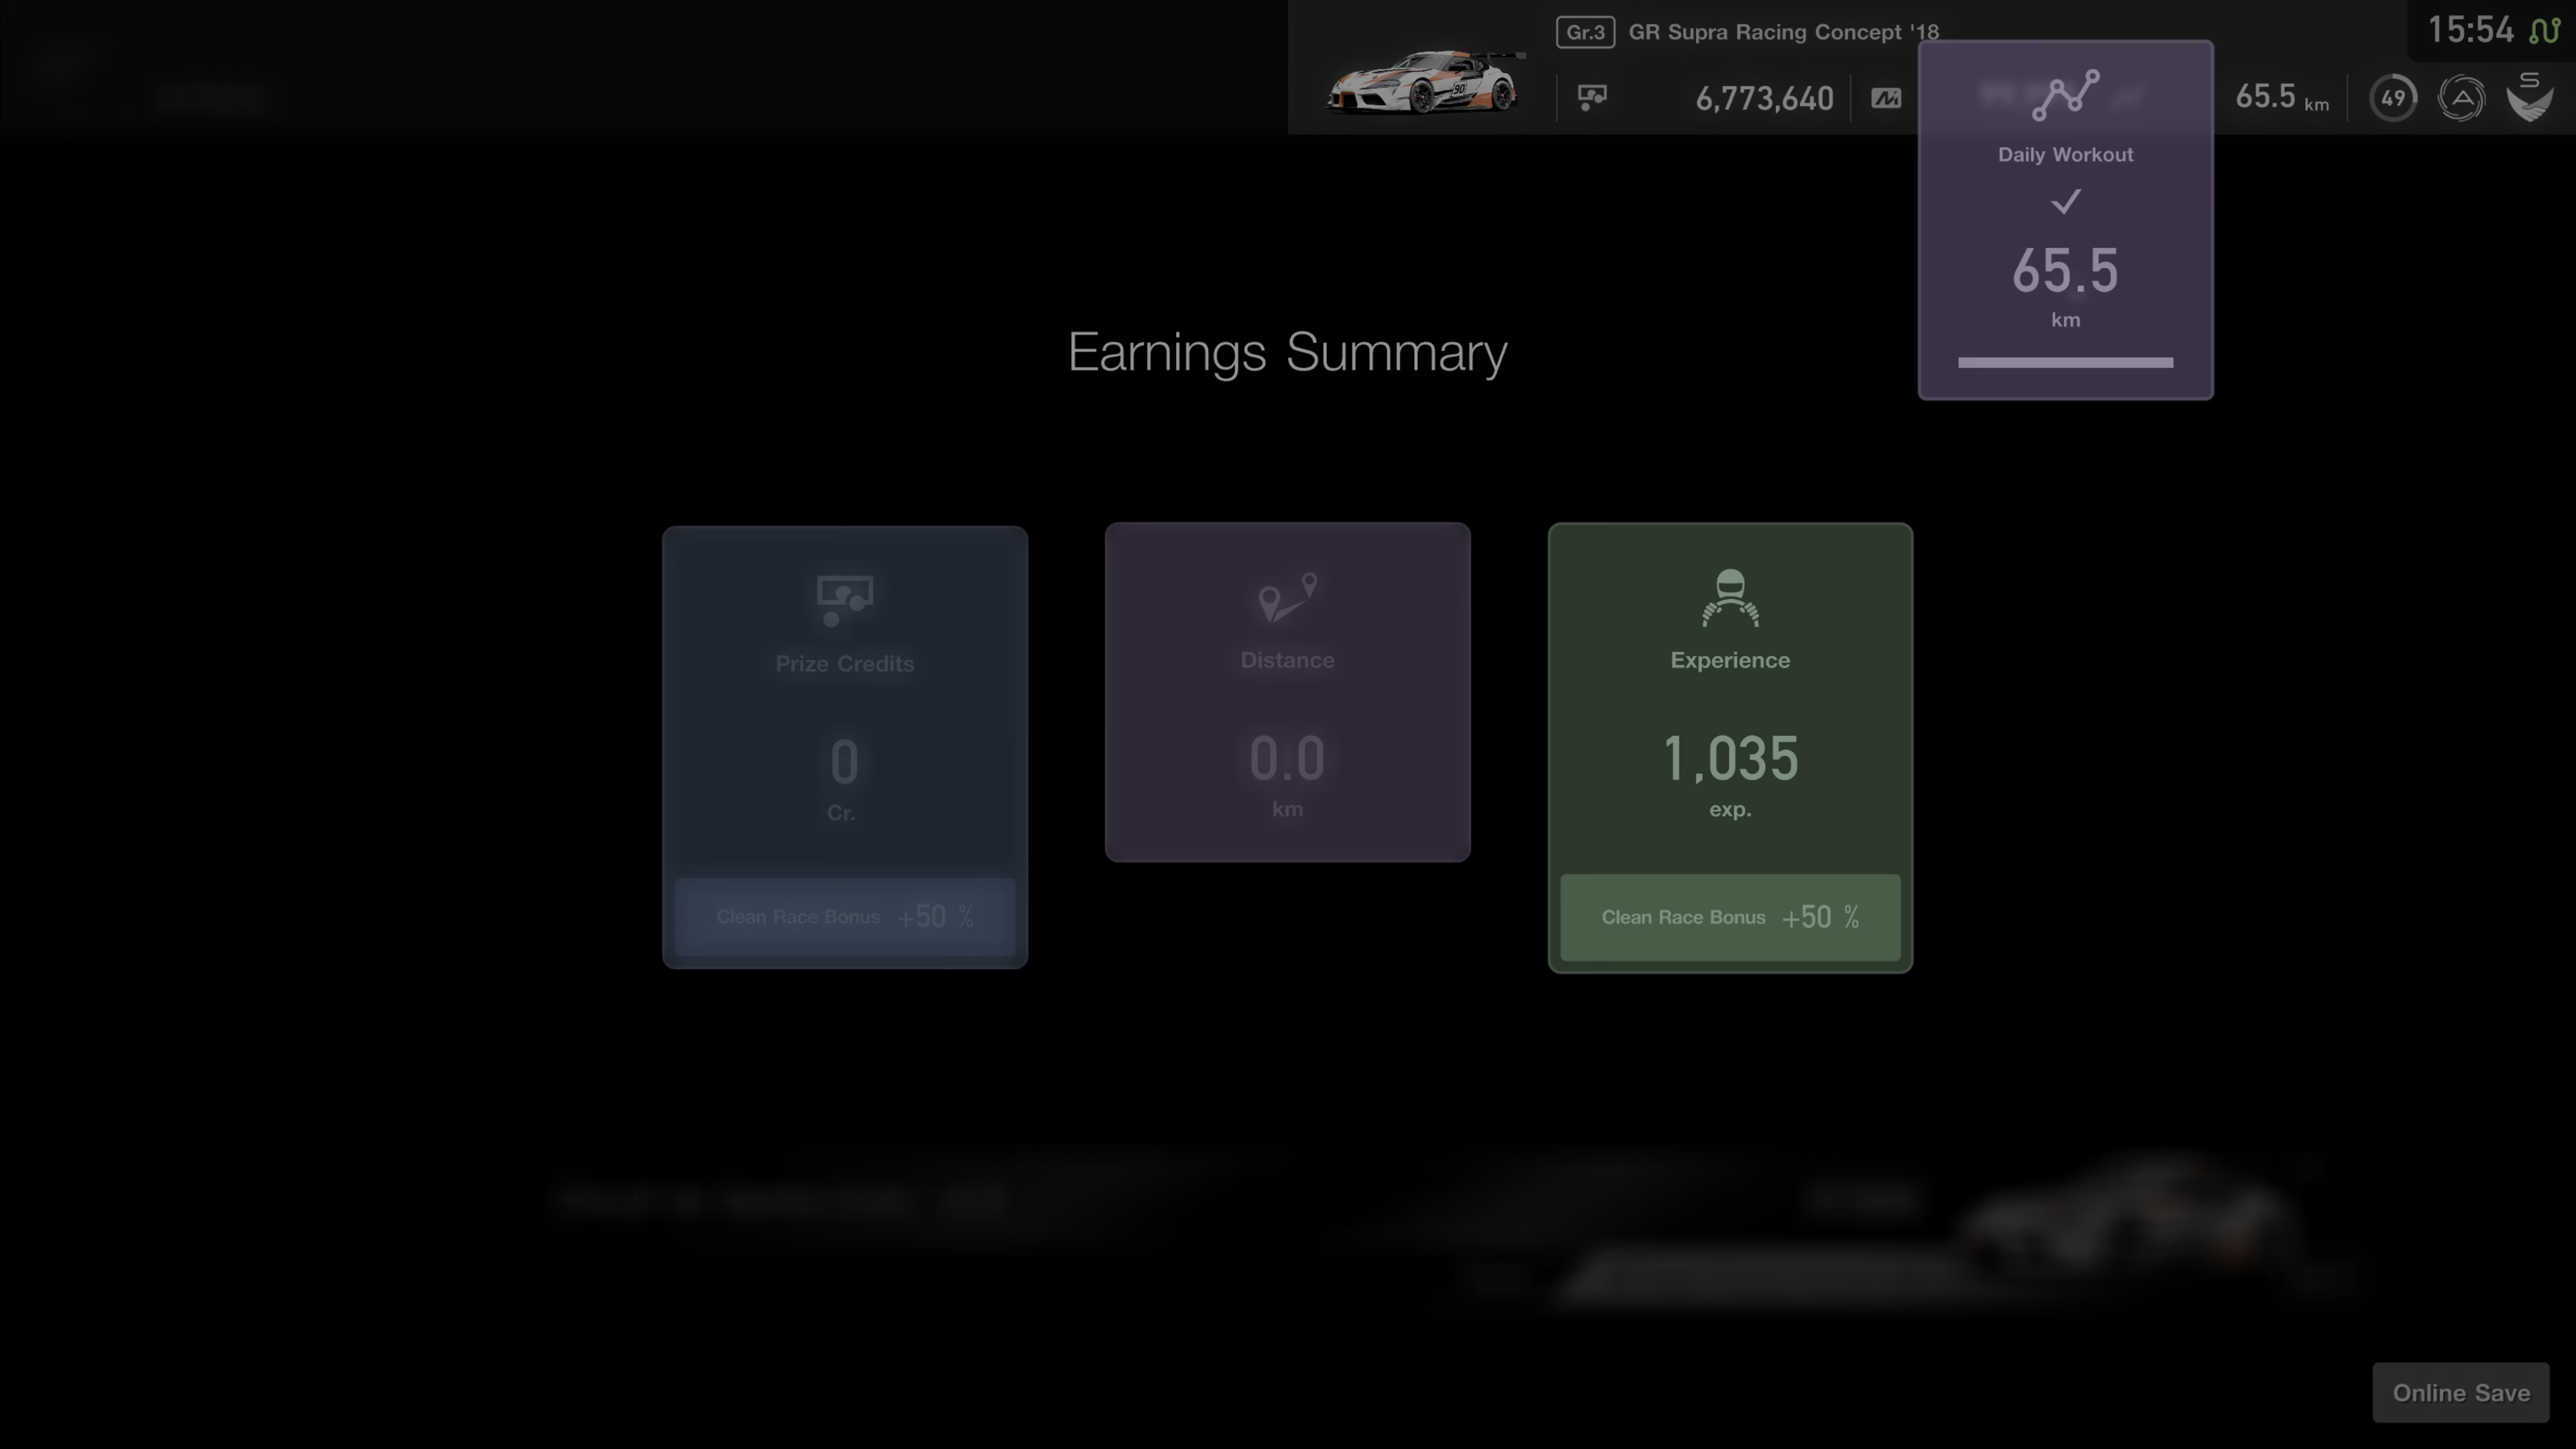 Gr.3 GR Supra Racing Concept '18
15:54
6,773,640
65.5 km
49
A
S
Daily Workout
65.5
km
Earnings Summary
Prize Credits
0
Cr.
Clean Race Bonus +50 %
Distance
0.0
km
Experience
1,035
exp.
Clean Race Bonus +50 %
Online Save